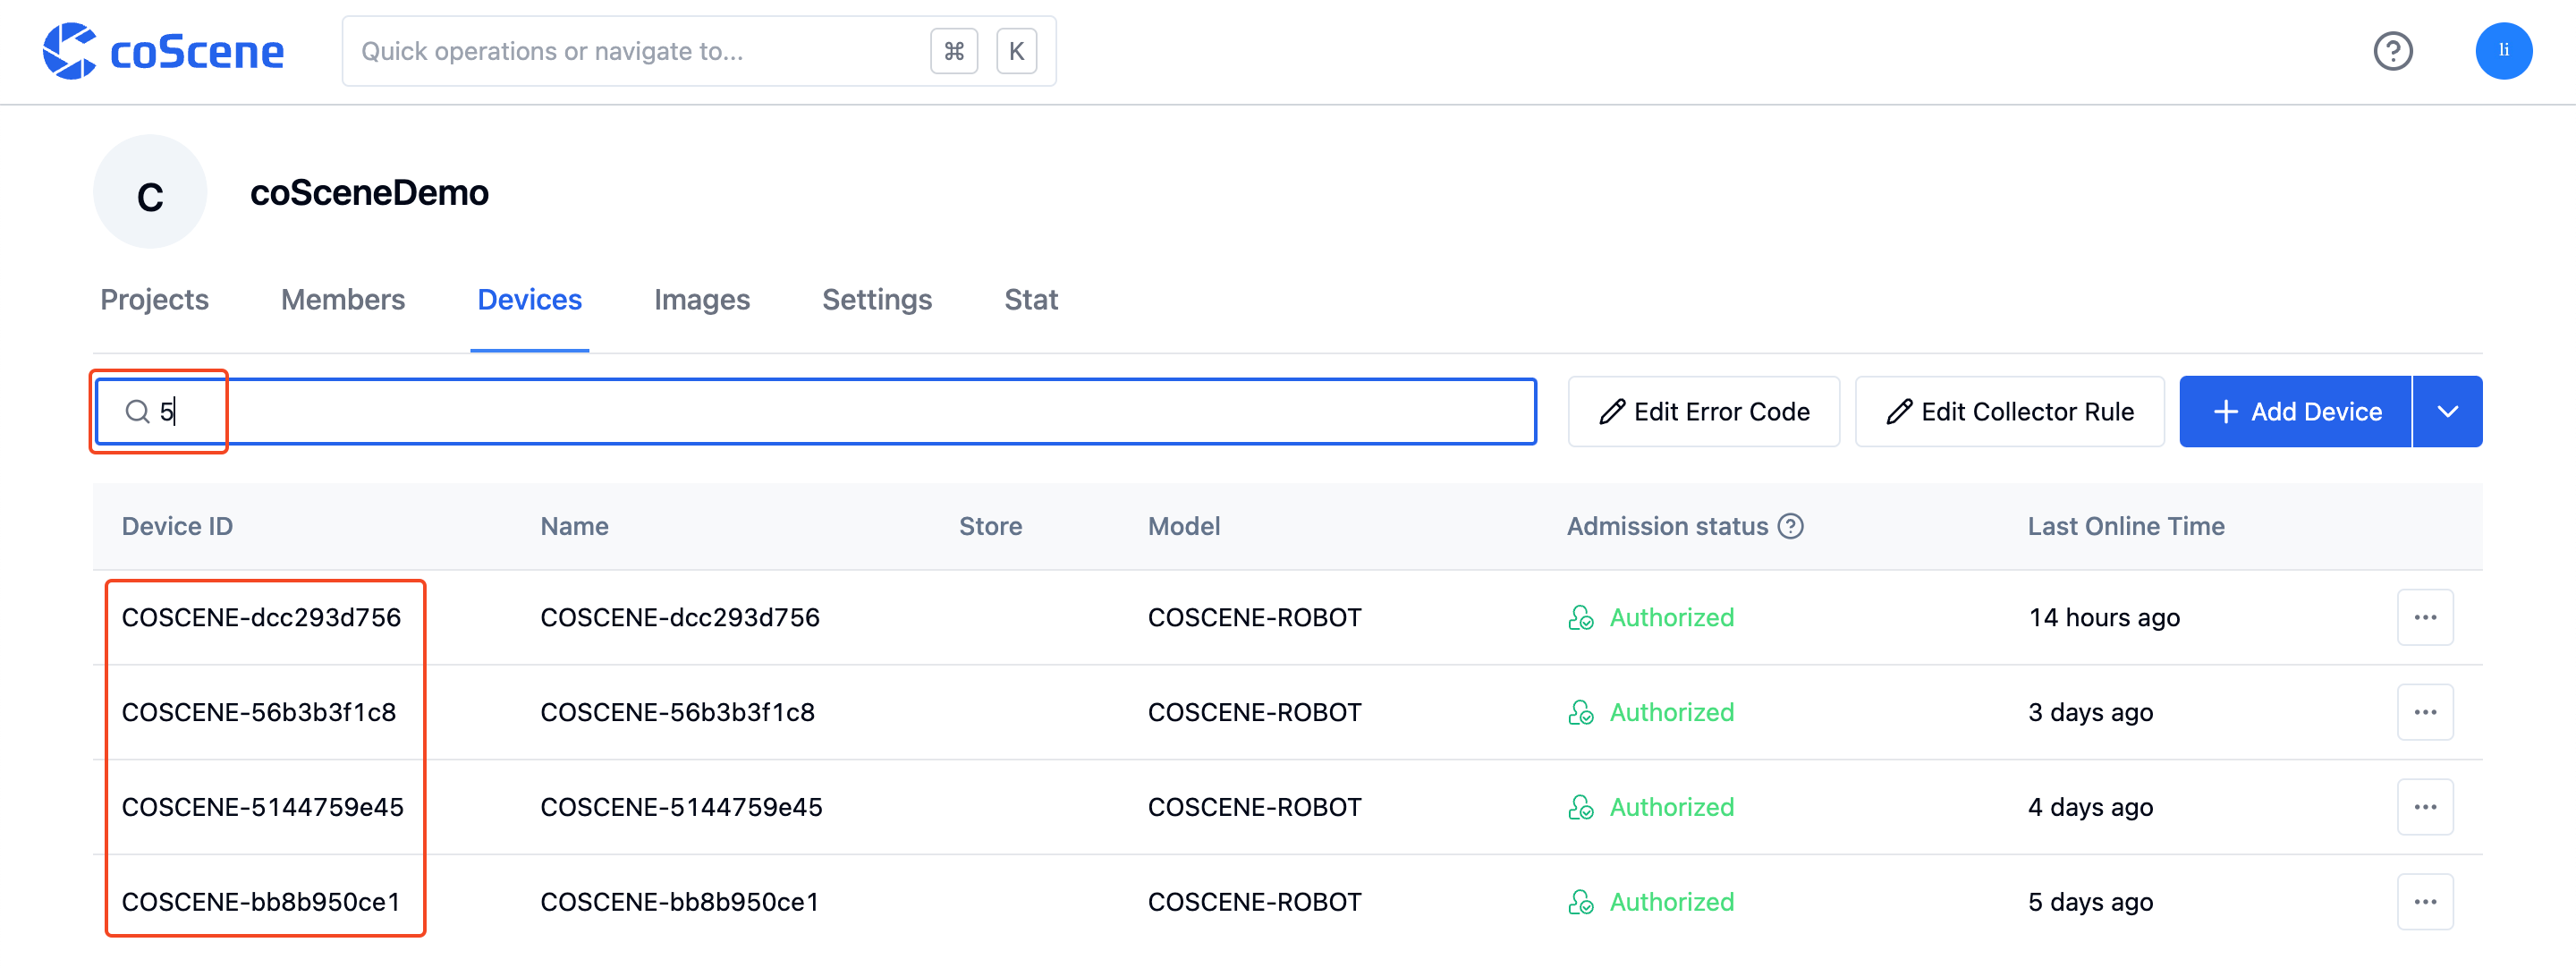 coScene Quick operations or navigate to... ⌘ K li
C coSceneDemo
Projects Members Devices Images Settings Stat
5 Edit Error Code Edit Collector Rule + Add Device
Device ID Name Store Model Admission status ? Last Online Time
COSCENE-dcc293d756 COSCENE-dcc293d756 COSCENE-ROBOT Authorized 14 hours ago ...
COSCENE-56b3b3f1c8 COSCENE-56b3b3f1c8 COSCENE-ROBOT Authorized 3 days ago ...
COSCENE-5144759e45 COSCENE-5144759e45 COSCENE-ROBOT Authorized 4 days ago ...
COSCENE-bb8b950ce1 COSCENE-bb8b950ce1 COSCENE-ROBOT Authorized 5 days ago ...